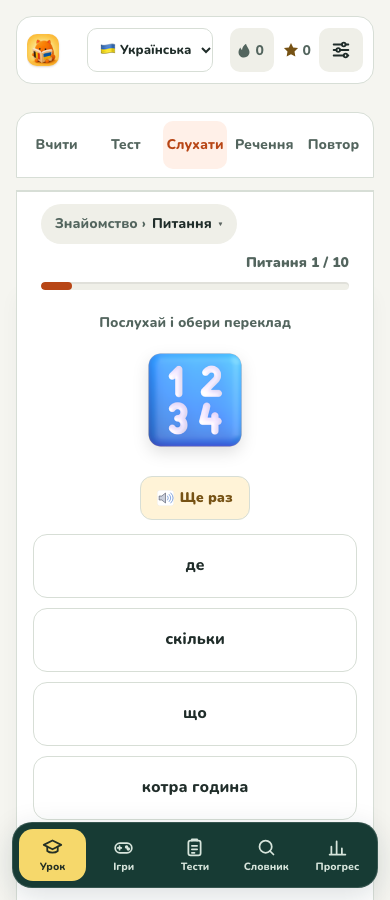 Українська
0
0
Вчити
Тест
Слухати
Речення
Повтор
Знайомство › Питання
Питання 1 / 10
Послухай і обери переклад
1 2
3 4
Ще раз
де
скільки
що
котра година
Урок
Ігри
Тести
Словник
Прогрес